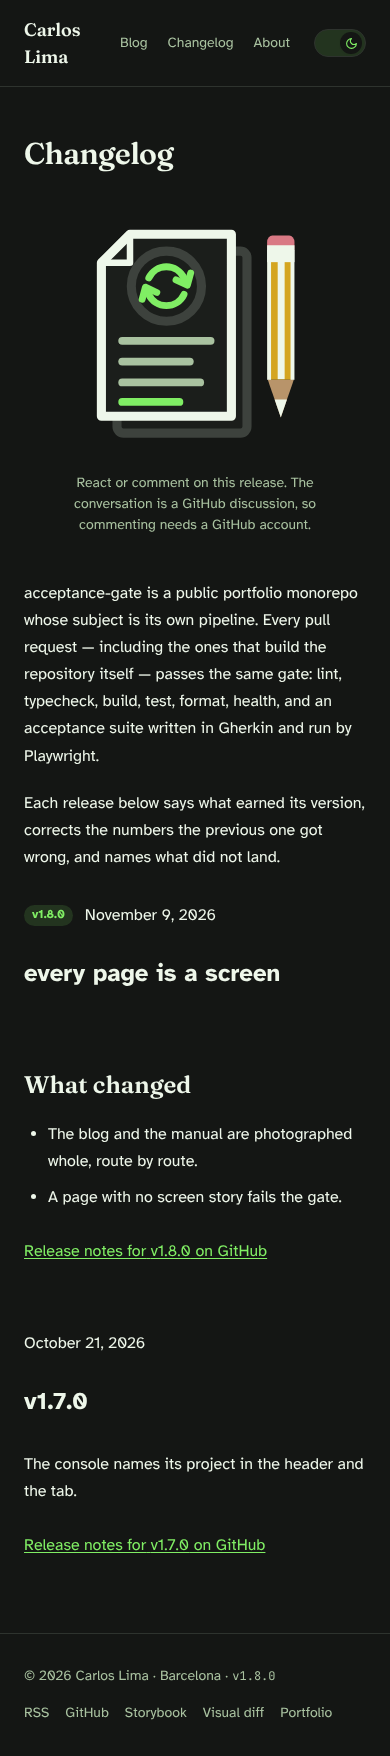 Carlos
Lima
Blog Changelog About
Changelog
React or comment on this release. The
conversation is a GitHub discussion, so
commenting needs a GitHub account.
acceptance-gate is a public portfolio monorepo
whose subject is its own pipeline. Every pull
request — including the ones that build the
repository itself — passes the same gate: lint,
typecheck, build, test, format, health, and an
acceptance suite written in Gherkin and run by
Playwright.
Each release below says what earned its version,
corrects the numbers the previous one got
wrong, and names what did not land.
v1.8.0 November 9, 2026
every page is a screen
What changed
• The blog and the manual are photographed
whole, route by route.
• A page with no screen story fails the gate.
Release notes for v1.8.0 on GitHub
October 21, 2026
v1.7.0
The console names its project in the header and
the tab.
Release notes for v1.7.0 on GitHub
© 2026 Carlos Lima · Barcelona · v1.8.0
RSS GitHub Storybook Visual diff Portfolio